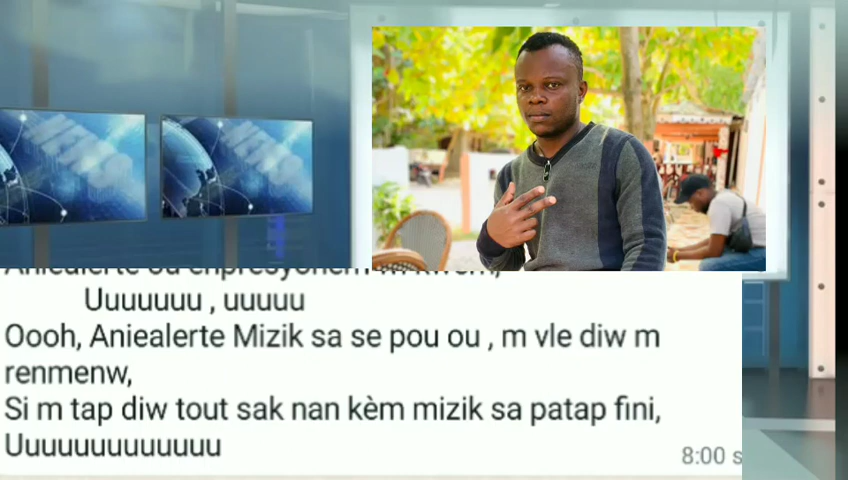 Uuuuuuu , uuuuu
Oooh, Aniealerte Mizik sa se pou ou , m vle diw m
renmenw,
Si m tap diw tout sak nan kèm mizik sa patap fini,
Uuuuuuuuuuuuu
8:00 s